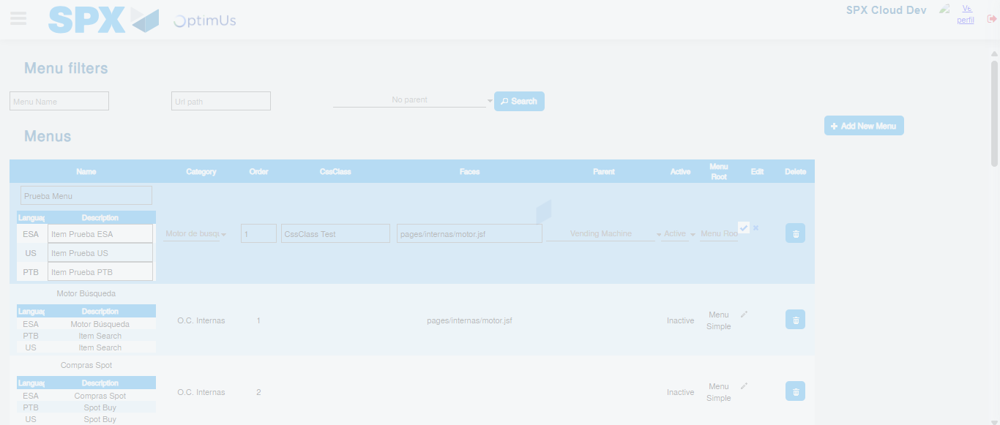 SPX OptimUs
SPX Cloud Dev
perfil
Menu filters
Menu Name
Url path
No parent
Search
Menus
Add New Menu
Name Category Order CssClass Faces Parent Active Menu Root Edit Delete
Prueba Menu
Languag Description
ESA Item Prueba ESA
US Item Prueba US
PTB Item Prueba PTB
Motor de busqu 1 CssClass Test pages/internas/motor.jsf Vending Machine Active Menu Roo
Motor Búsqueda
Languag Description
ESA Motor Búsqueda
PTB Item Search
US Item Search
O.C. Internas 1 pages/internas/motor.jsf Inactive Menu Simple
Compras Spot
Languag Description
ESA Compras Spot
PTB Spot Buy
US Spot Buy
O.C. Internas 2 Inactive Menu Simple